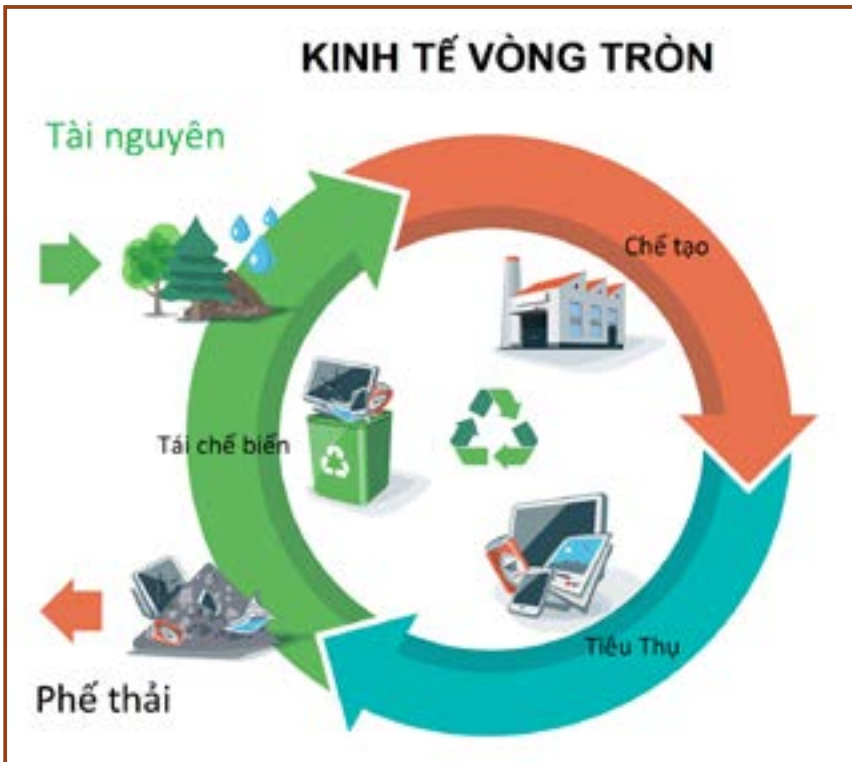 KINH TẾ VÒNG TRÒN
Tài nguyên
Chế tạo
Tái chế biến
Tiêu Thụ
Phế thải